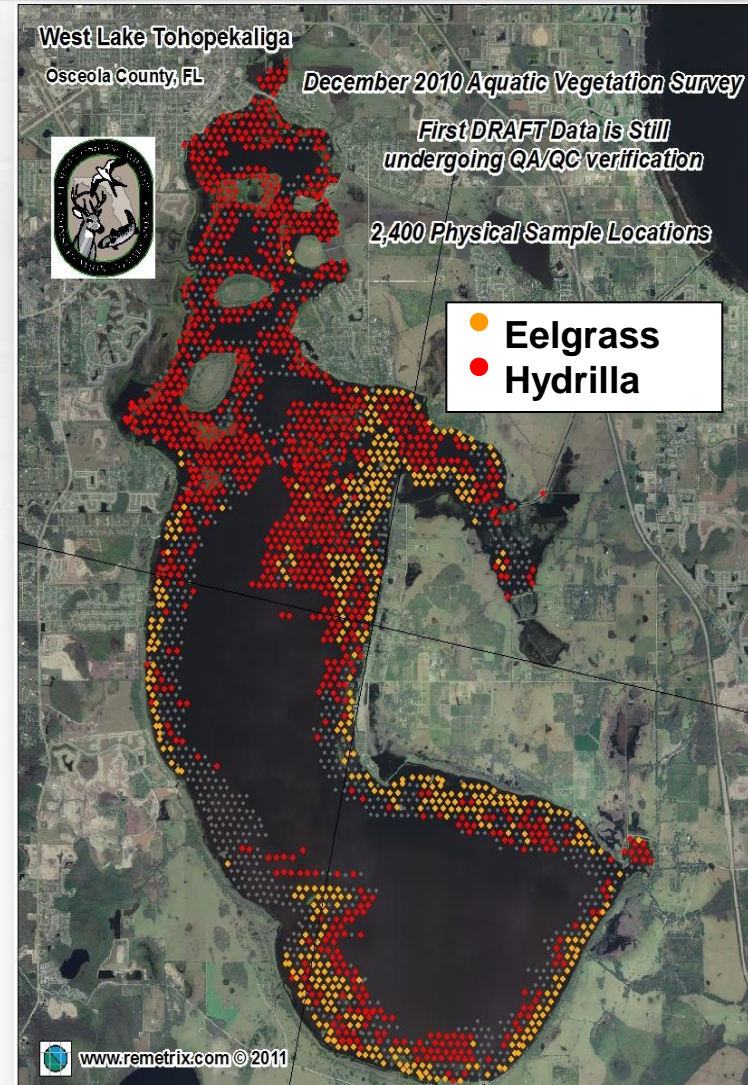 West Lake Tohopekaliga
Osceola County, FL
December 2010 Aquatic Vegetation Survey
First DRAFT Data is Still
undergoing QA/QC verification
2,400 Physical Sample Locations
Eelgrass
Hydrilla
www.remetrix.com © 2011